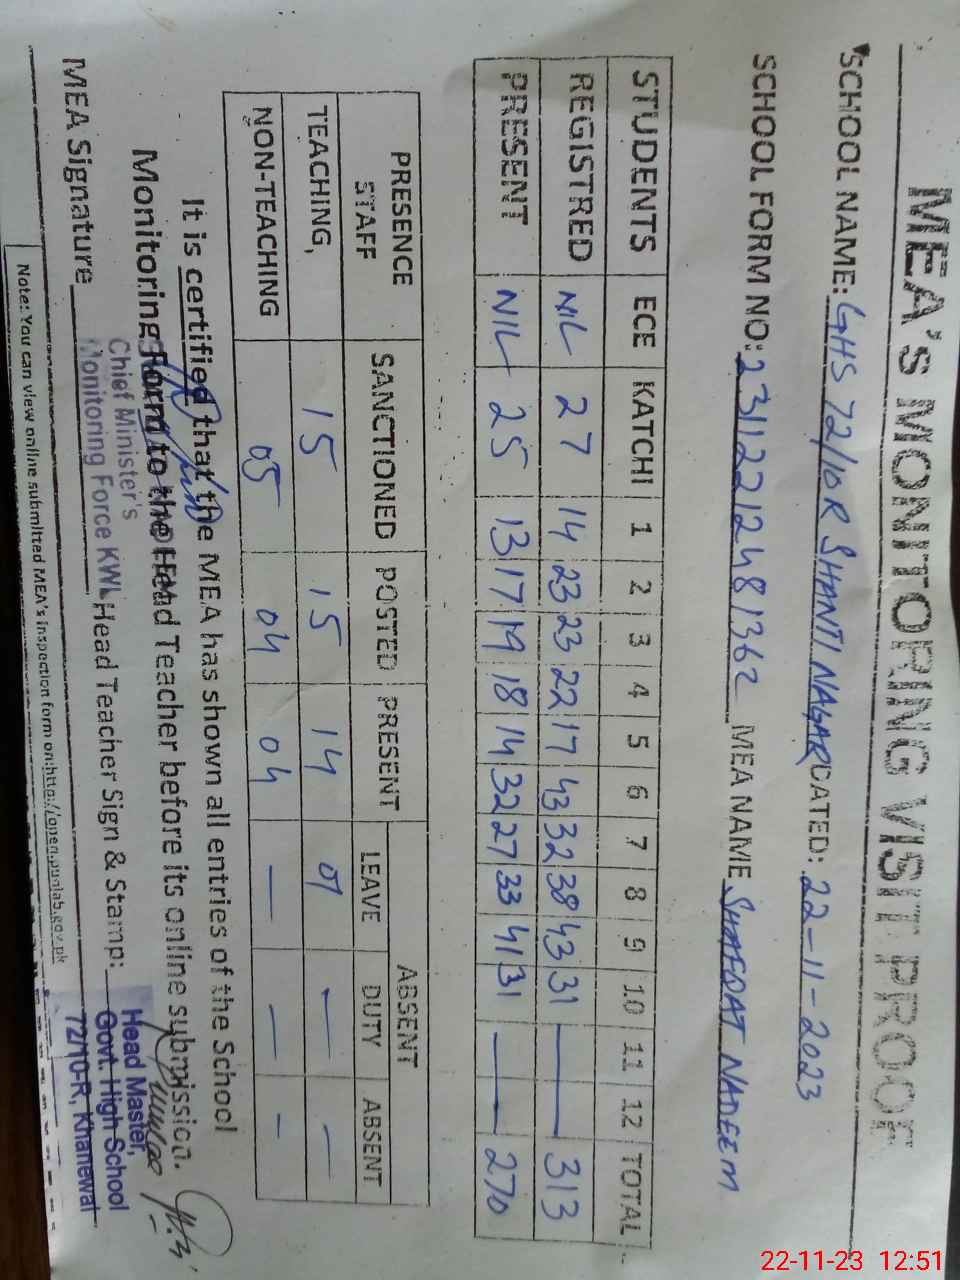 MEA's MONITORING VISIT PROOF
SCHOOL NAME: GHS 72/10R SHANTI NAGAR DATED: 22-11-2023
SCHOOL FORM NO: 231122122481362 MEA NAME SHAFQAT NADEEM
STUDENTS ECE KATCHI 1 2 3 4 5 6 7 8 9 10 11 12 TOTAL
REGISTRED NIL 27 14 23 23 22 17 43 32 38 43 31 — — 313
PRESENT NIL 25 13 17 19 18 14 32 27 33 41 31 — — 270
PRESENCE STAFF SANCTIONED POSTED PRESENT ABSENT
LEAVE DUTY ABSENT
TEACHING, 15 15 14 01 — —
NON-TEACHING 05 04 04 — — —
It is certified that the MEA has shown all entries of the School
Monitoring Form to the Head Teacher before its online submission.
Chief Minister's
Monitoring Force KWL
MEA Signature Head Teacher Sign & Stamp:
Head Master,
Govt. High School
72/10-R, Khanewal
Note: You can view online submitted MEA's inspection form on:http://open.punjab.gov.pk
22-11-23 12:51